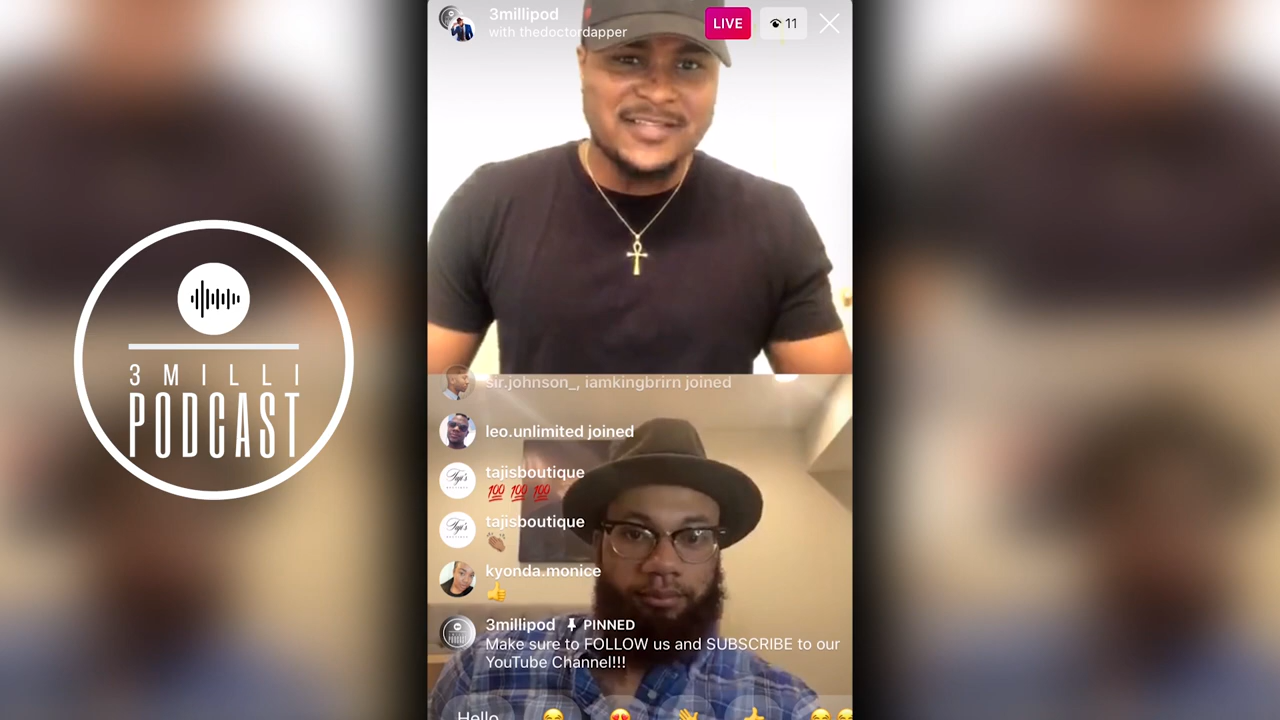 3millipod
with thedoctordapper
LIVE
11
3 MILLI
PODCAST
sir.johnson_, iamkingbrirn joined
leo.unlimited joined
tajisboutique
💯 💯 💯
tajisboutique
👏🏽
kyonda.monice
👍
3millipod PINNED
Make sure to FOLLOW us and SUBSCRIBE to our
YouTube Channel!!!
Hello